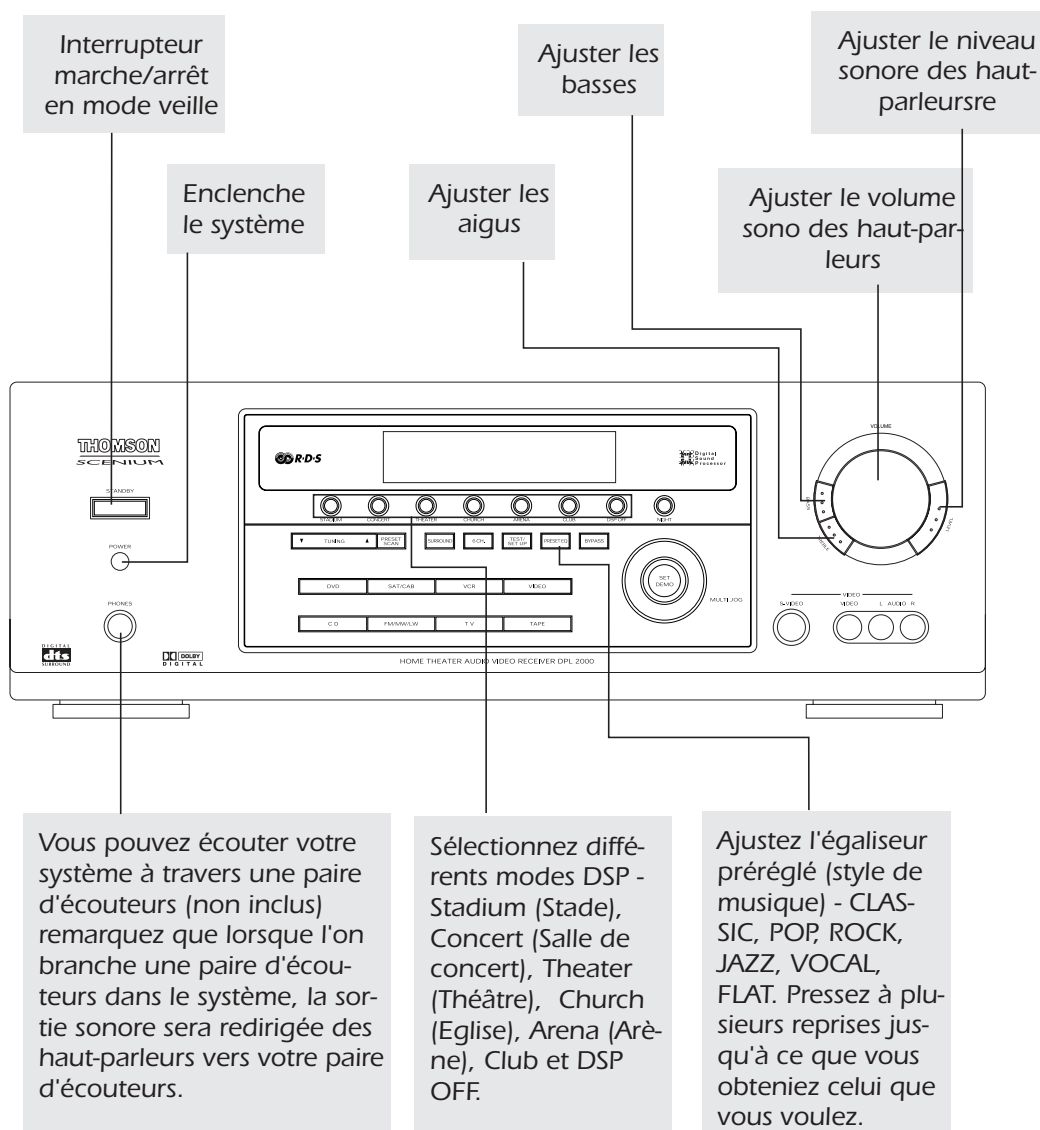 Interrupteur
marche/arrêt
en mode veille
Ajuster les
basses
Ajuster le niveau
sonore des haut-
parleursre
Enclenche
le système
Ajuster les
aigus
Ajuster le volume
sono des haut-par-
leurs
THOMSON
SCENIUM
STANDBY
POWER
PHONES
DIGITAL
dts
SURROUND
DOLBY
DIGITAL
R·D·S
Digital
Sound
Processor
STADIUM CONCERT THEATER CHURCH ARENA CLUB DSP OFF NIGHT
▼ TUNING ▲ PRESET SCAN SURROUND 6 CH. TEST/ SET UP PRESET EQ BYPASS
DVD SAT/CAB VCR VIDEO
C D FM/MW/LW T V TAPE
SET
DEMO
MULTI JOG
HOME THEATER AUDIO VIDEO RECEIVER DPL 2000
VOLUME
BASS
TREBLE
LEVEL
VIDEO
S-VIDEO VIDEO L AUDIO R
Vous pouvez écouter votre
système à travers une paire
d'écouteurs (non inclus)
remarquez que lorsque l'on
branche une paire d'écou-
teurs dans le système, la sor-
tie sonore sera redirigée des
haut-parleurs vers votre paire
d'écouteurs.
Sélectionnez diffé-
rents modes DSP -
Stadium (Stade),
Concert (Salle de
concert), Theater
(Théâtre), Church
(Eglise), Arena (Arè-
ne), Club et DSP
OFF.
Ajustez l'égaliseur
préréglé (style de
musique) - CLAS-
SIC, POP, ROCK,
JAZZ, VOCAL,
FLAT. Pressez à plu-
sieurs reprises jus-
qu'à ce que vous
obteniez celui que
vous voulez.